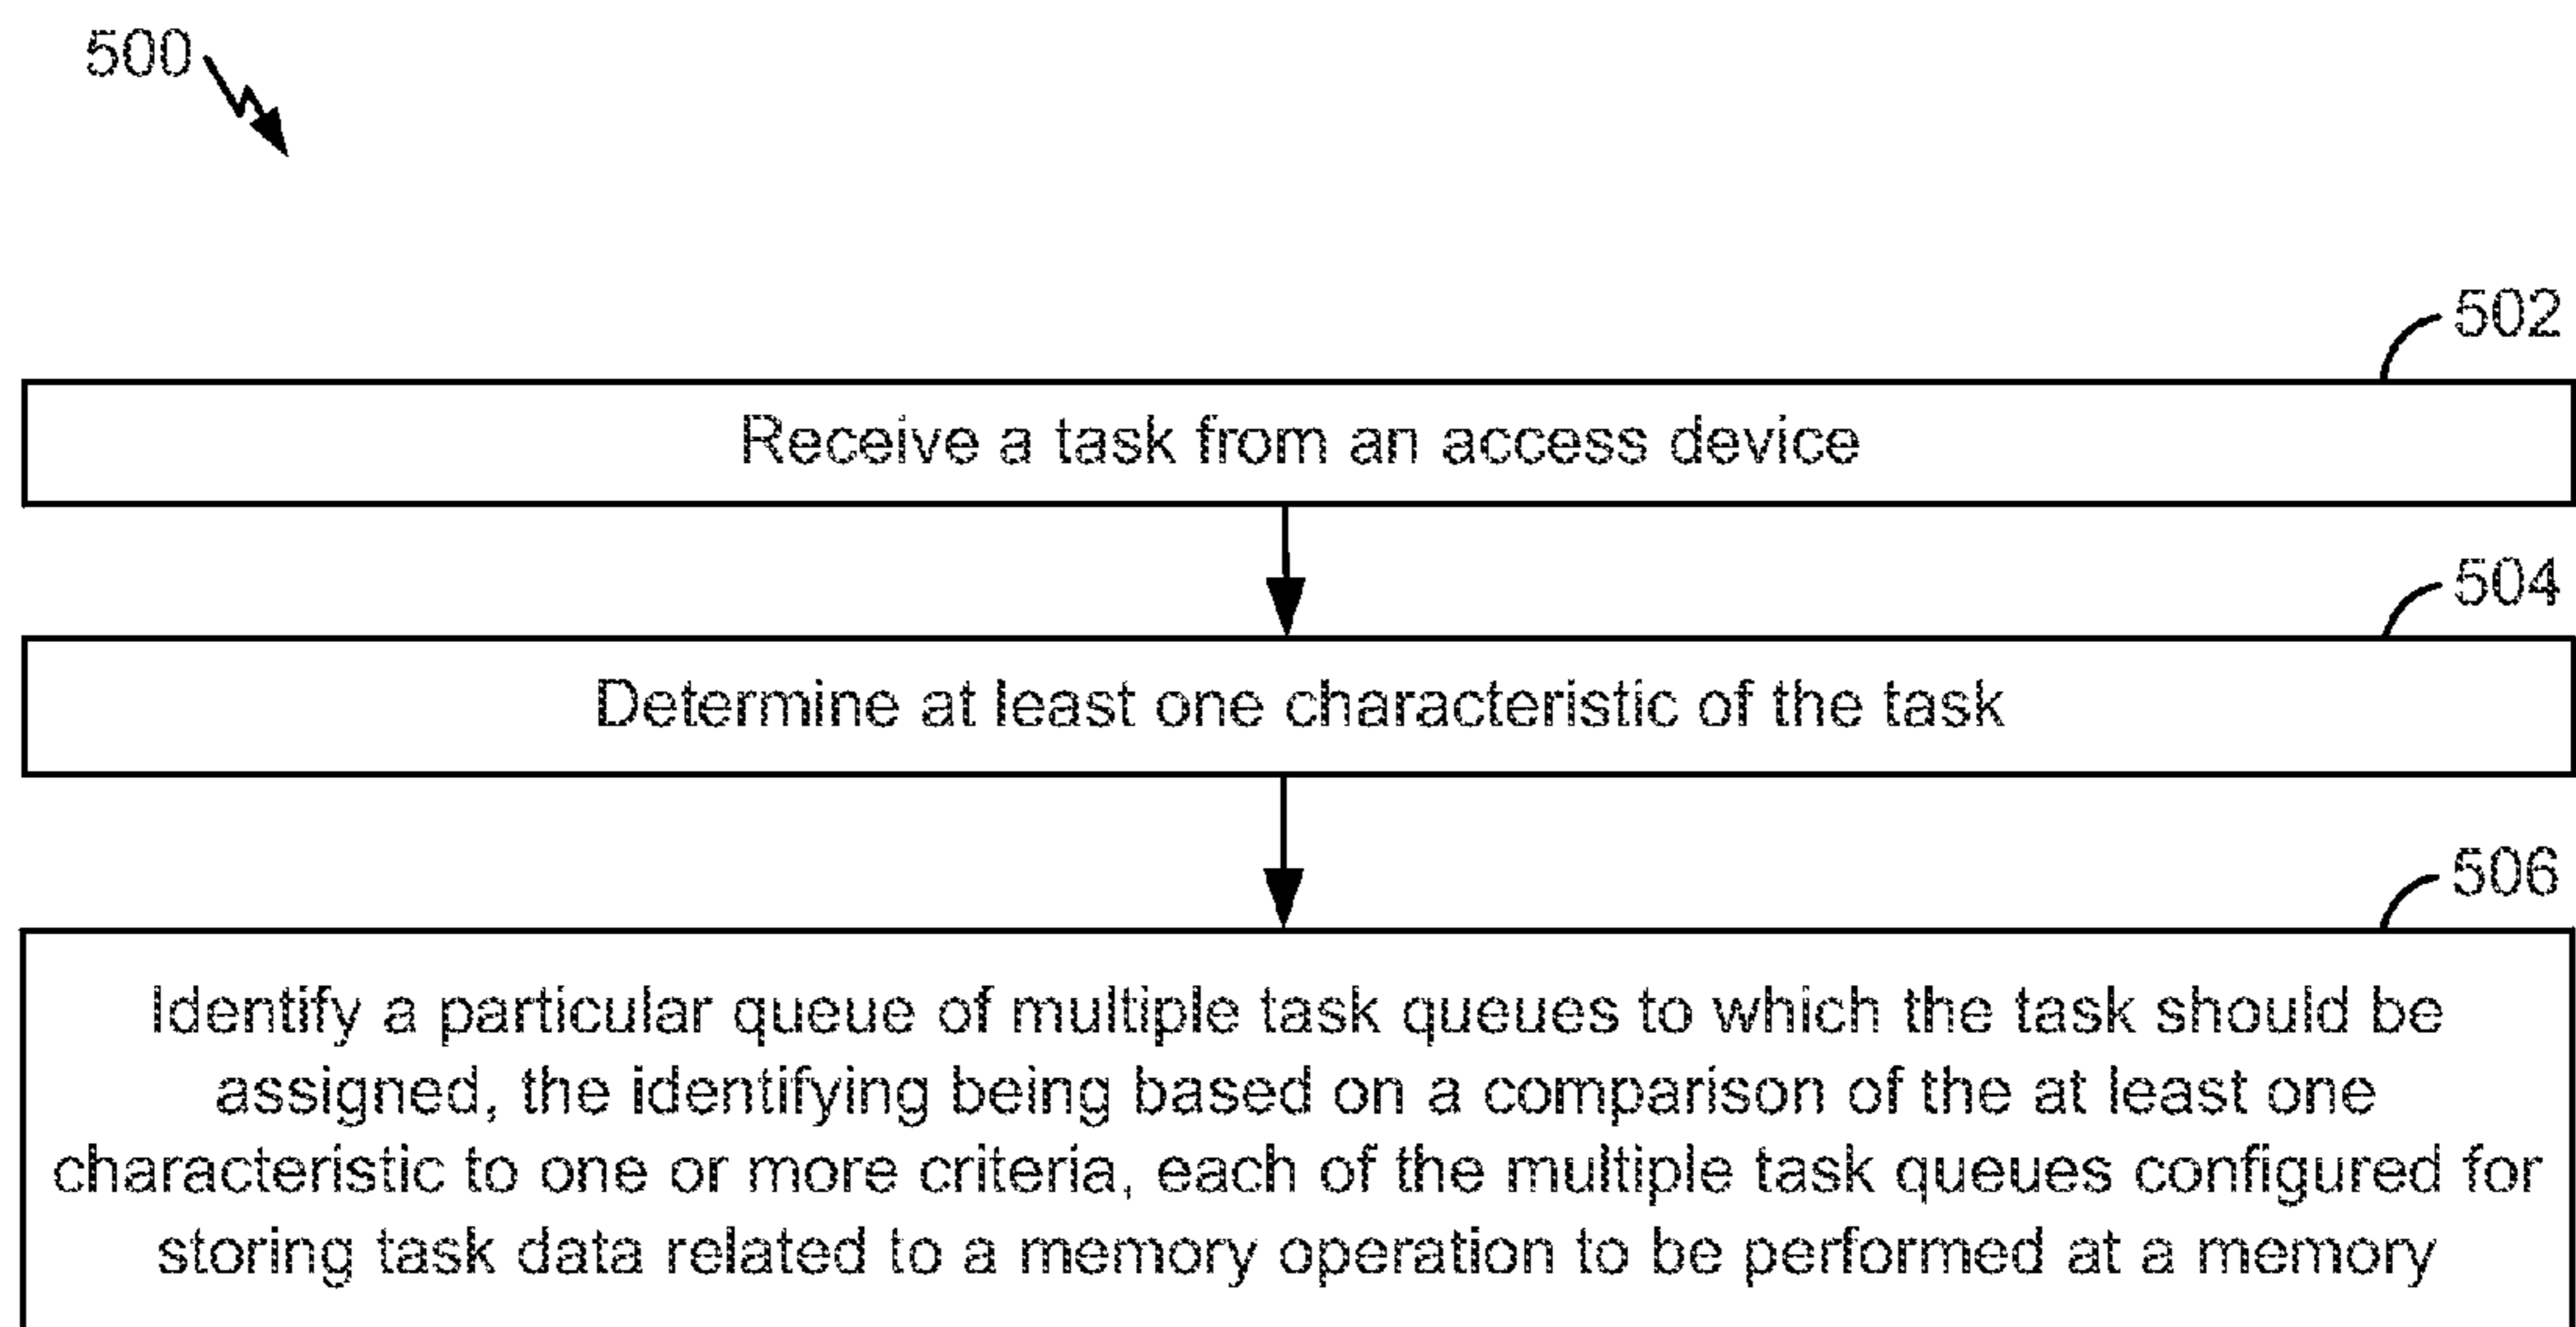 500
502
Receive a task from an access device
504
Determine at least one characteristic of the task
506
Identify a particular queue of multiple task queues to which the task should be
assigned, the identifying being based on a comparison of the at least one
characteristic to one or more criteria, each of the multiple task queues configured for
storing task data related to a memory operation to be performed at a memory